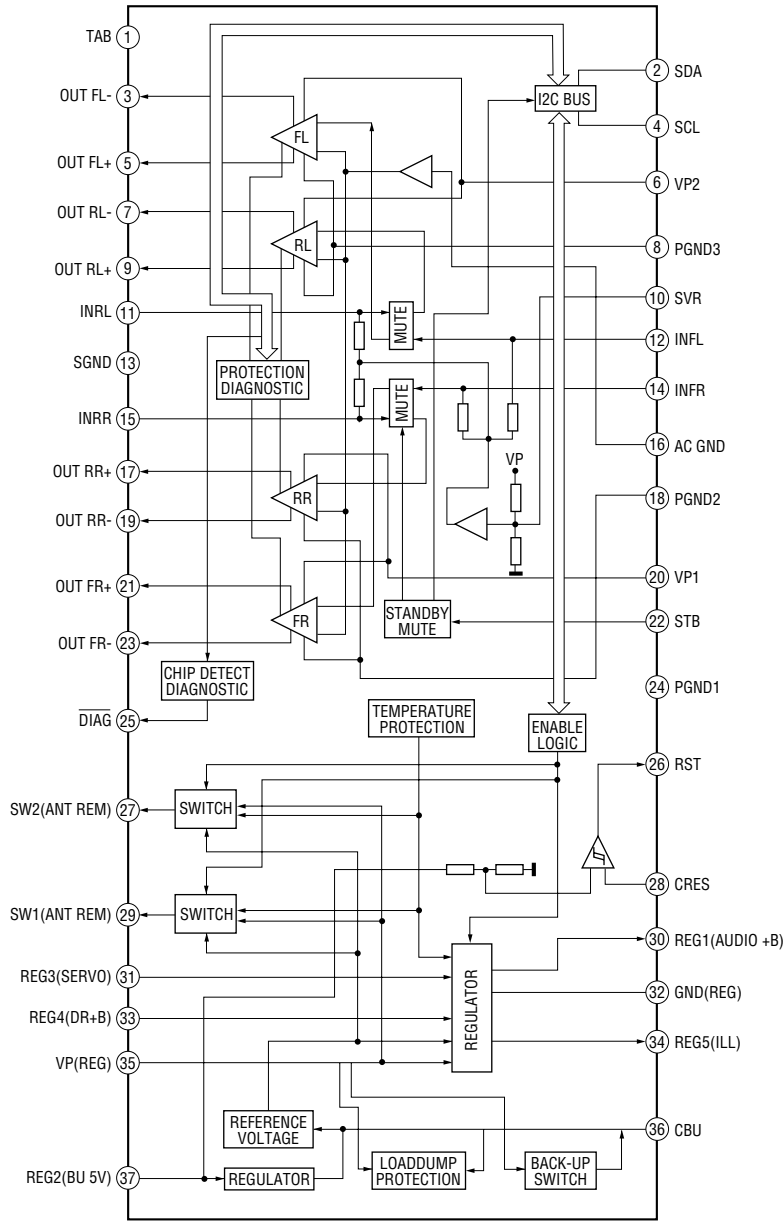 TAB 1
2 SDA
OUT FL- 3
I2C BUS
4 SCL
FL
OUT FL+ 5
6 VP2
OUT RL- 7
RL
8 PGND3
OUT RL+ 9
10 SVR
INRL 11
MUTE
12 INFL
SGND 13
PROTECTION
DIAGNOSTIC
MUTE
14 INFR
INRR 15
16 AC GND
VP
OUT RR+ 17
RR
18 PGND2
OUT RR- 19
20 VP1
OUT FR+ 21
FR
STANDBY
MUTE
22 STB
OUT FR- 23
CHIP DETECT
DIAGNOSTIC
24 PGND1
DIAG 25
TEMPERATURE
PROTECTION
ENABLE
LOGIC
26 RST
SW2(ANT REM) 27
SWITCH
28 CRES
SW1(ANT REM) 29
SWITCH
30 REG1(AUDIO +B)
REG3(SERVO) 31
REGULATOR
32 GND(REG)
REG4(DR+B) 33
34 REG5(ILL)
VP(REG) 35
REFERENCE
VOLTAGE
36 CBU
REG2(BU 5V) 37
REGULATOR
LOADDUMP
PROTECTION
BACK-UP
SWITCH